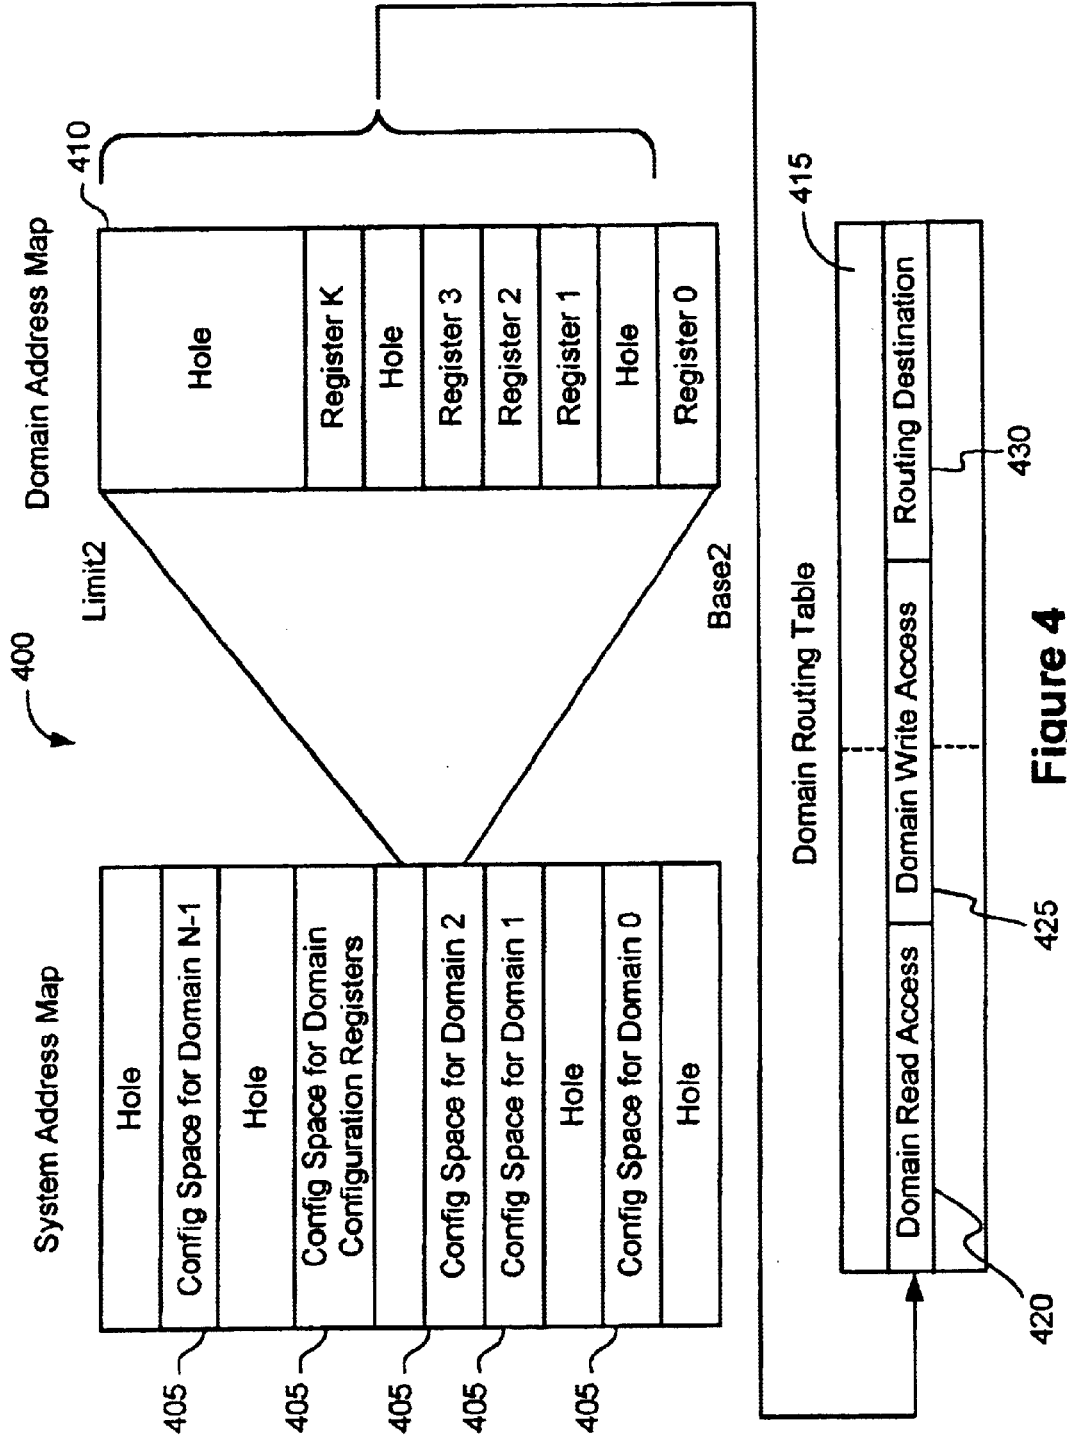 400
System Address Map
Hole
Config Space for Domain N-1
Hole
Config Space for Domain
Configuration Registers
Config Space for Domain 2
Config Space for Domain 1
Hole
Config Space for Domain 0
Hole
405
405
405
405
405
Limit2
Base2
Domain Address Map
410
Hole
Register K
Hole
Register 3
Register 2
Register 1
Hole
Register 0
Domain Routing Table
415
Domain Read Access
Domain Write Access
Routing Destination
420
425
430
Figure 4